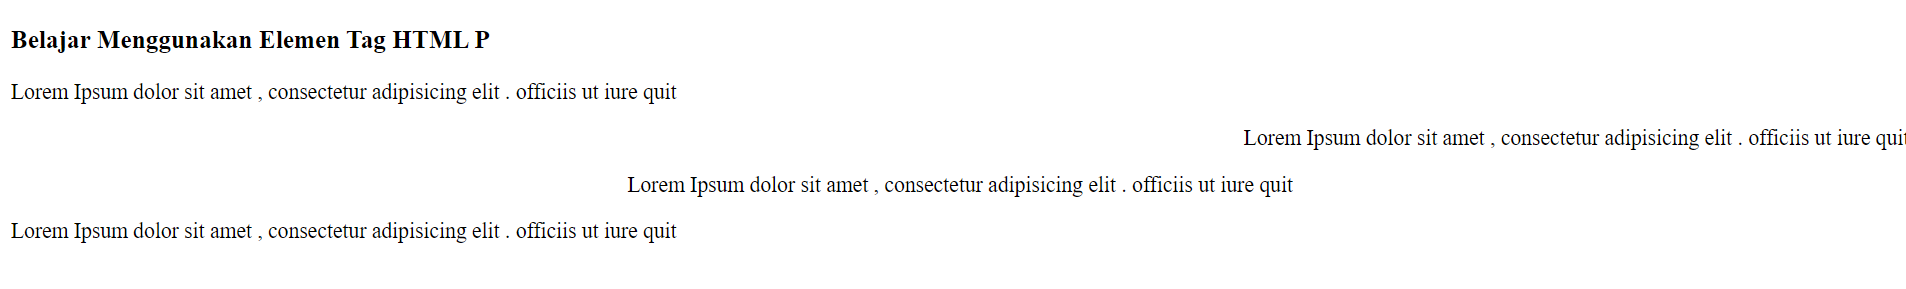 Belajar Menggunakan Elemen Tag HTML P
Lorem Ipsum dolor sit amet , consectetur adipisicing elit . officiis ut iure quit
Lorem Ipsum dolor sit amet , consectetur adipisicing elit . officiis ut iure quit
Lorem Ipsum dolor sit amet , consectetur adipisicing elit . officiis ut iure quit
Lorem Ipsum dolor sit amet , consectetur adipisicing elit . officiis ut iure quit